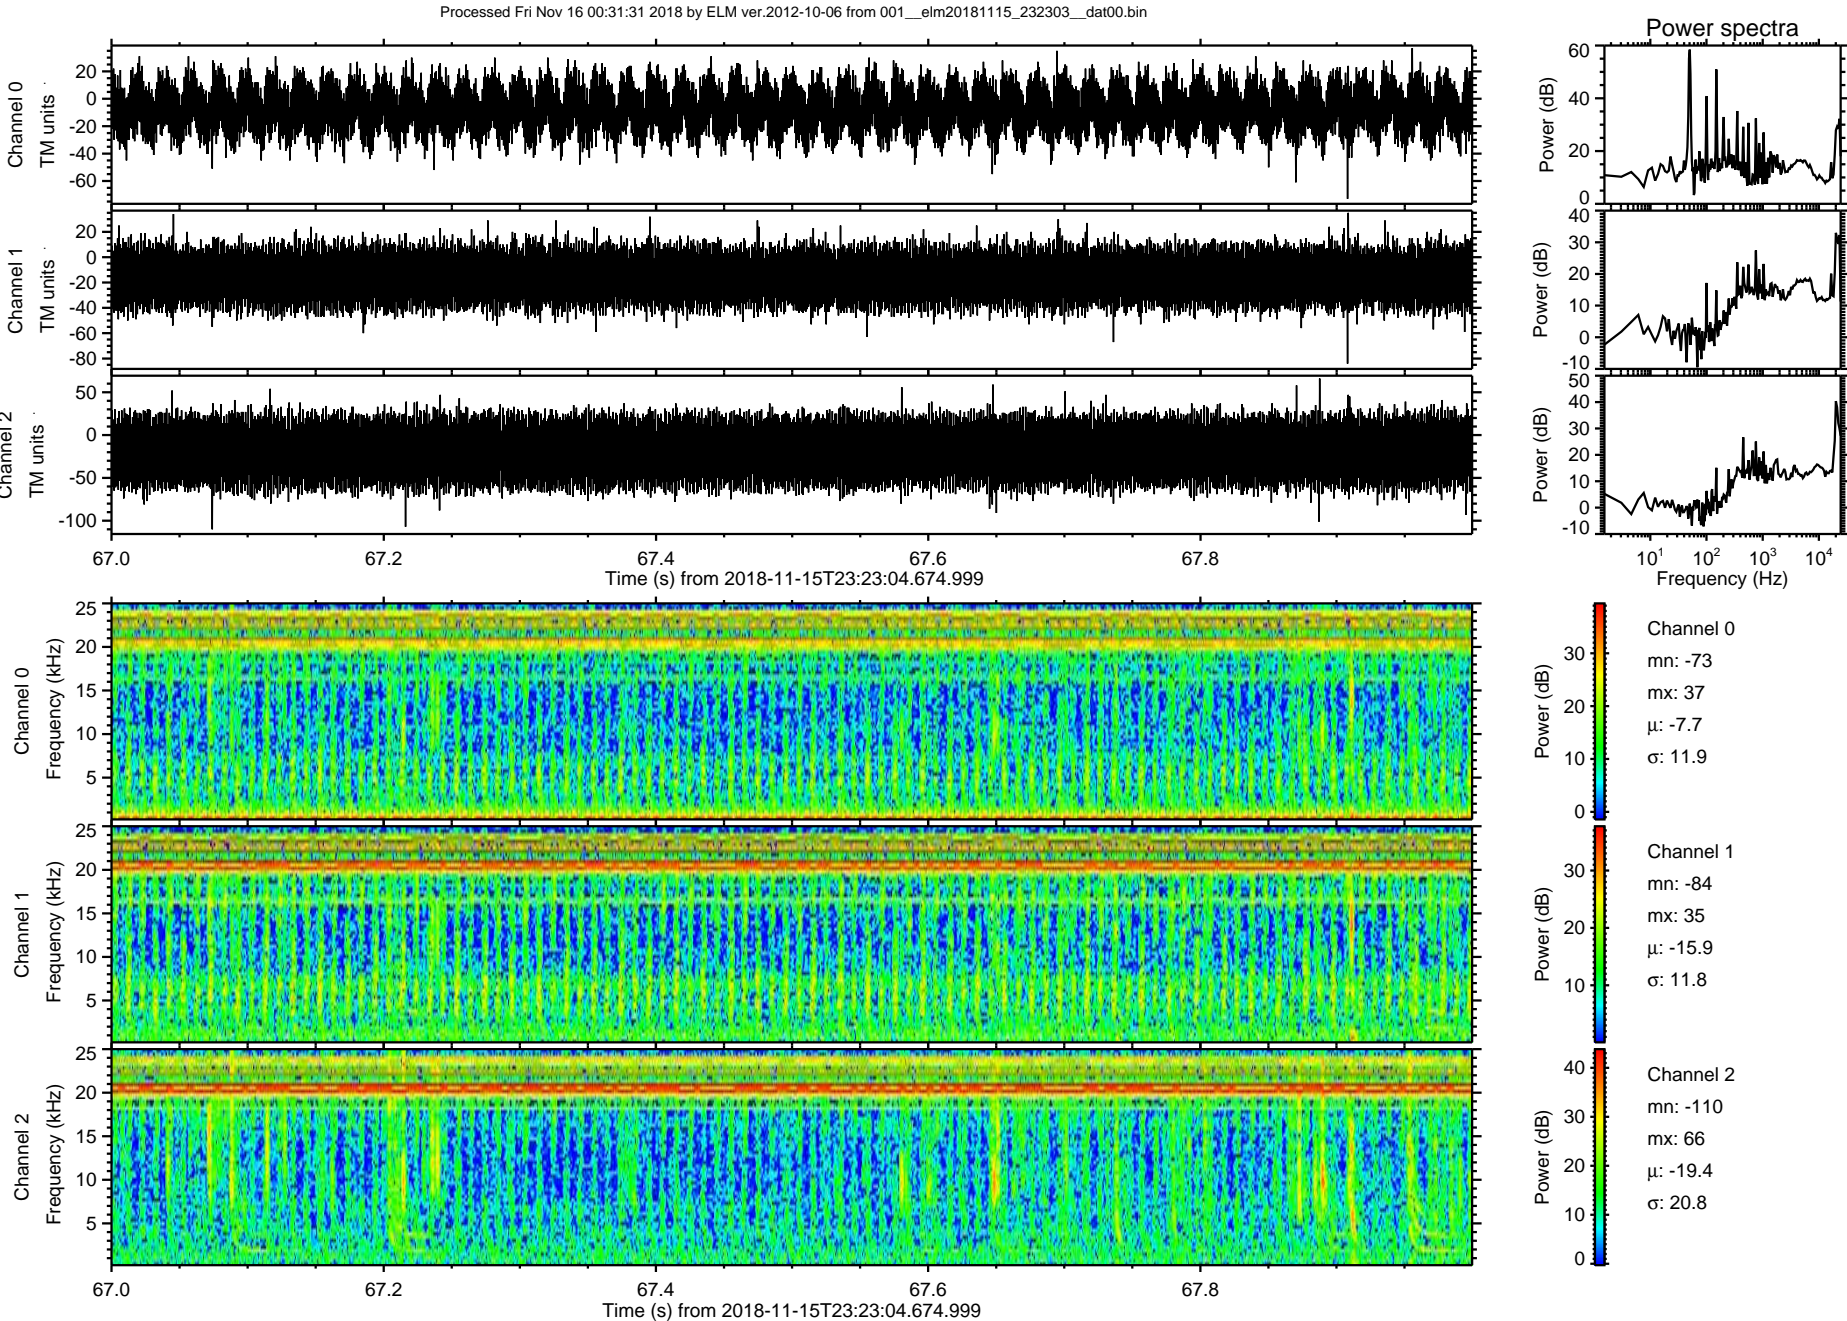 Processed Fri Nov 16 00:31:31 2018 by ELM ver.2012-10-06 from 001__elm20181115_232303__dat00.bin
Power spectra
Channel 0
TM units
20
0
-20
-40
-60
Power (dB)
60
40
20
0
Channel 1
TM units
20
0
-20
-40
-60
-80
Power (dB)
40
30
20
10
0
-10
Channel 2
TM units
50
0
-50
-100
Power (dB)
50
40
30
20
10
0
-10
67.0 67.2 67.4 67.6 67.8
Time (s) from 2018-11-15T23:23:04.674.999
10¹ 10² 10³ 10⁴
Frequency (Hz)
Channel 0
Frequency (kHz)
25
20
15
10
5
Power (dB)
30
20
10
0
Channel 0
mn: -73
mx: 37
μ: -7.7
σ: 11.9
Channel 1
Frequency (kHz)
25
20
15
10
5
Power (dB)
30
20
10
Channel 1
mn: -84
mx: 35
μ: -15.9
σ: 11.8
Channel 2
Frequency (kHz)
25
20
15
10
5
Power (dB)
40
30
20
10
0
Channel 2
mn: -110
mx: 66
μ: -19.4
σ: 20.8
67.0 67.2 67.4 67.6 67.8
Time (s) from 2018-11-15T23:23:04.674.999